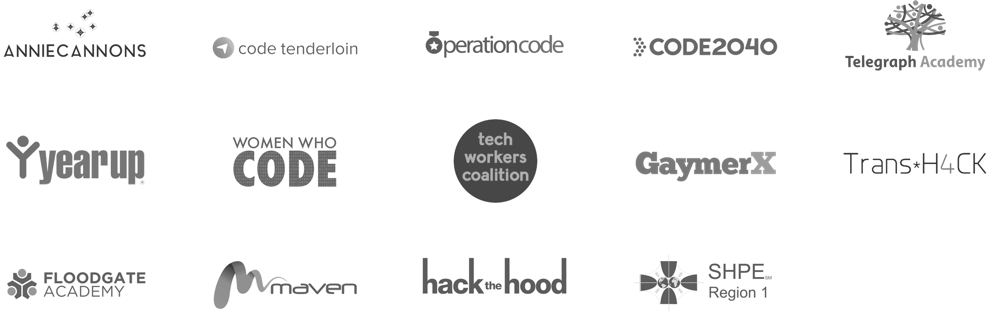 ANNIECANNONS
code tenderloin
operationcode
CODE2040
Telegraph Academy
yearup®
WOMEN WHO
CODE
tech
workers
coalition
GaymerX
Trans*H4CK
FLOODGATE
ACADEMY
maven
hack the hood
SHPE SM
Region 1